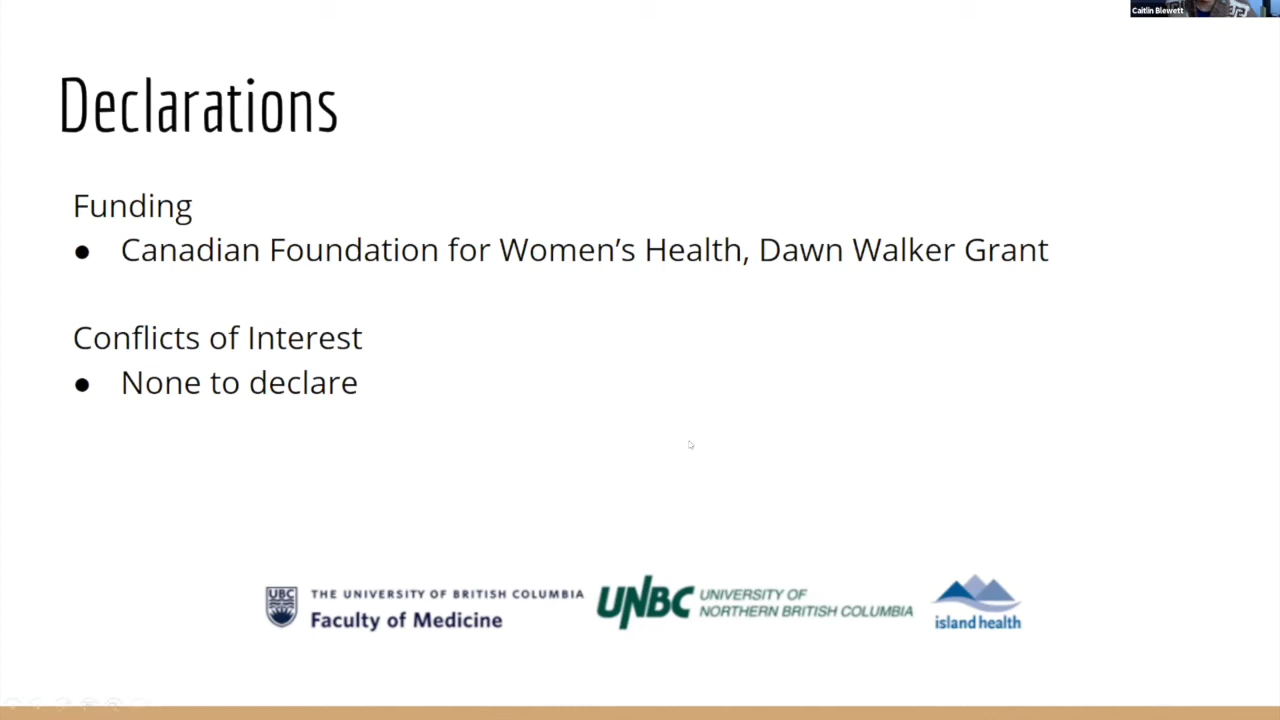 Caitlin Blewett
Declarations
Funding
● Canadian Foundation for Women’s Health, Dawn Walker Grant
Conflicts of Interest
● None to declare
UBC THE UNIVERSITY OF BRITISH COLUMBIA
Faculty of Medicine
UNBC UNIVERSITY OF
NORTHERN BRITISH COLUMBIA
island health